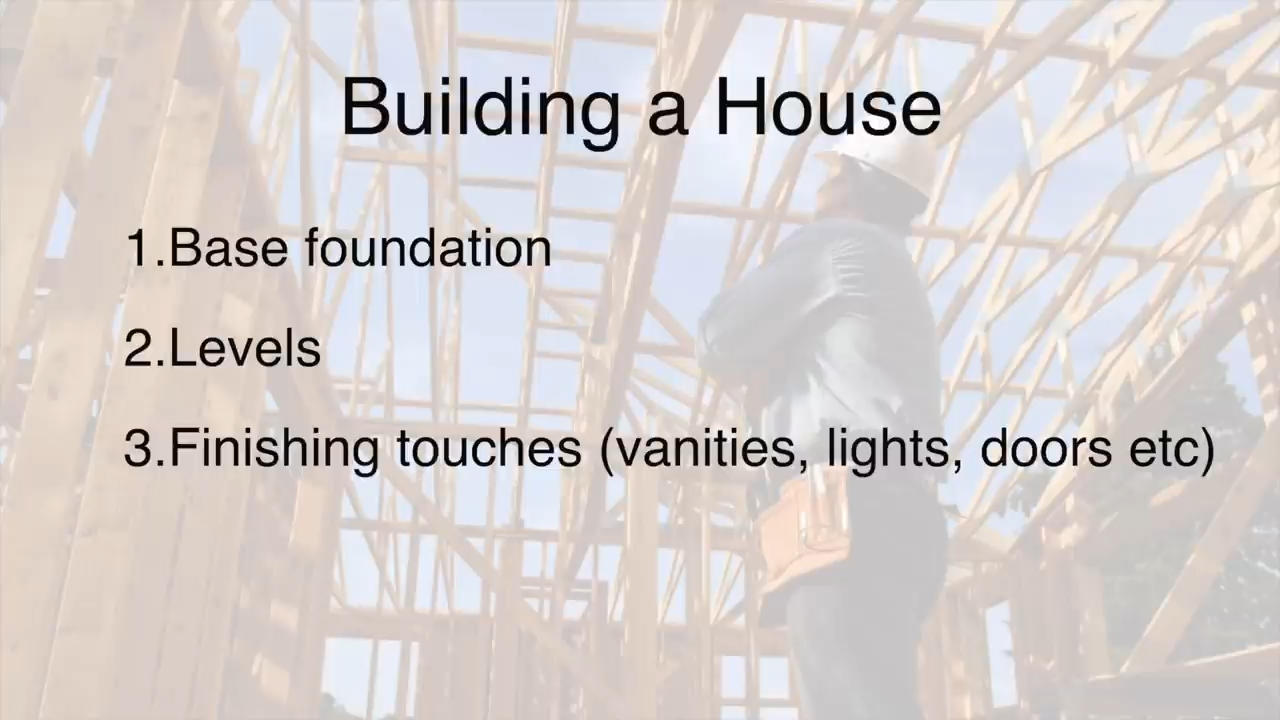 Building a House
1.Base foundation
2.Levels
3.Finishing touches (vanities, lights, doors etc)